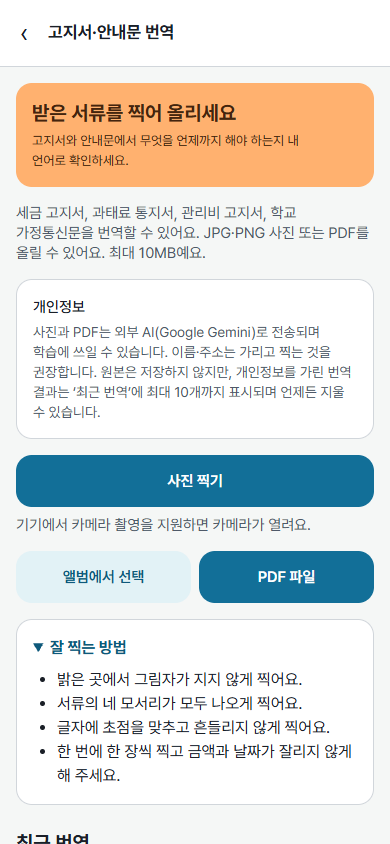 고지서·안내문 번역
받은 서류를 찍어 올리세요
고지서와 안내문에서 무엇을 언제까지 해야 하는지 내
언어로 확인하세요.
세금 고지서, 과태료 통지서, 관리비 고지서, 학교
가정통신문을 번역할 수 있어요. JPG·PNG 사진 또는 PDF를
올릴 수 있어요. 최대 10MB예요.
개인정보
사진과 PDF는 외부 AI(Google Gemini)로 전송되며
학습에 쓰일 수 있습니다. 이름·주소는 가리고 찍는 것을
권장합니다. 원본은 저장하지 않지만, 개인정보를 가린 번역
결과는 ‘최근 번역’에 최대 10개까지 표시되며 언제든 지울
수 있습니다.
사진 찍기
기기에서 카메라 촬영을 지원하면 카메라가 열려요.
앨범에서 선택
PDF 파일
▼ 잘 찍는 방법
• 밝은 곳에서 그림자가 지지 않게 찍어요.
• 서류의 네 모서리가 모두 나오게 찍어요.
• 글자에 초점을 맞추고 흔들리지 않게 찍어요.
• 한 번에 한 장씩 찍고 금액과 날짜가 잘리지 않게
해 주세요.
최근 번역